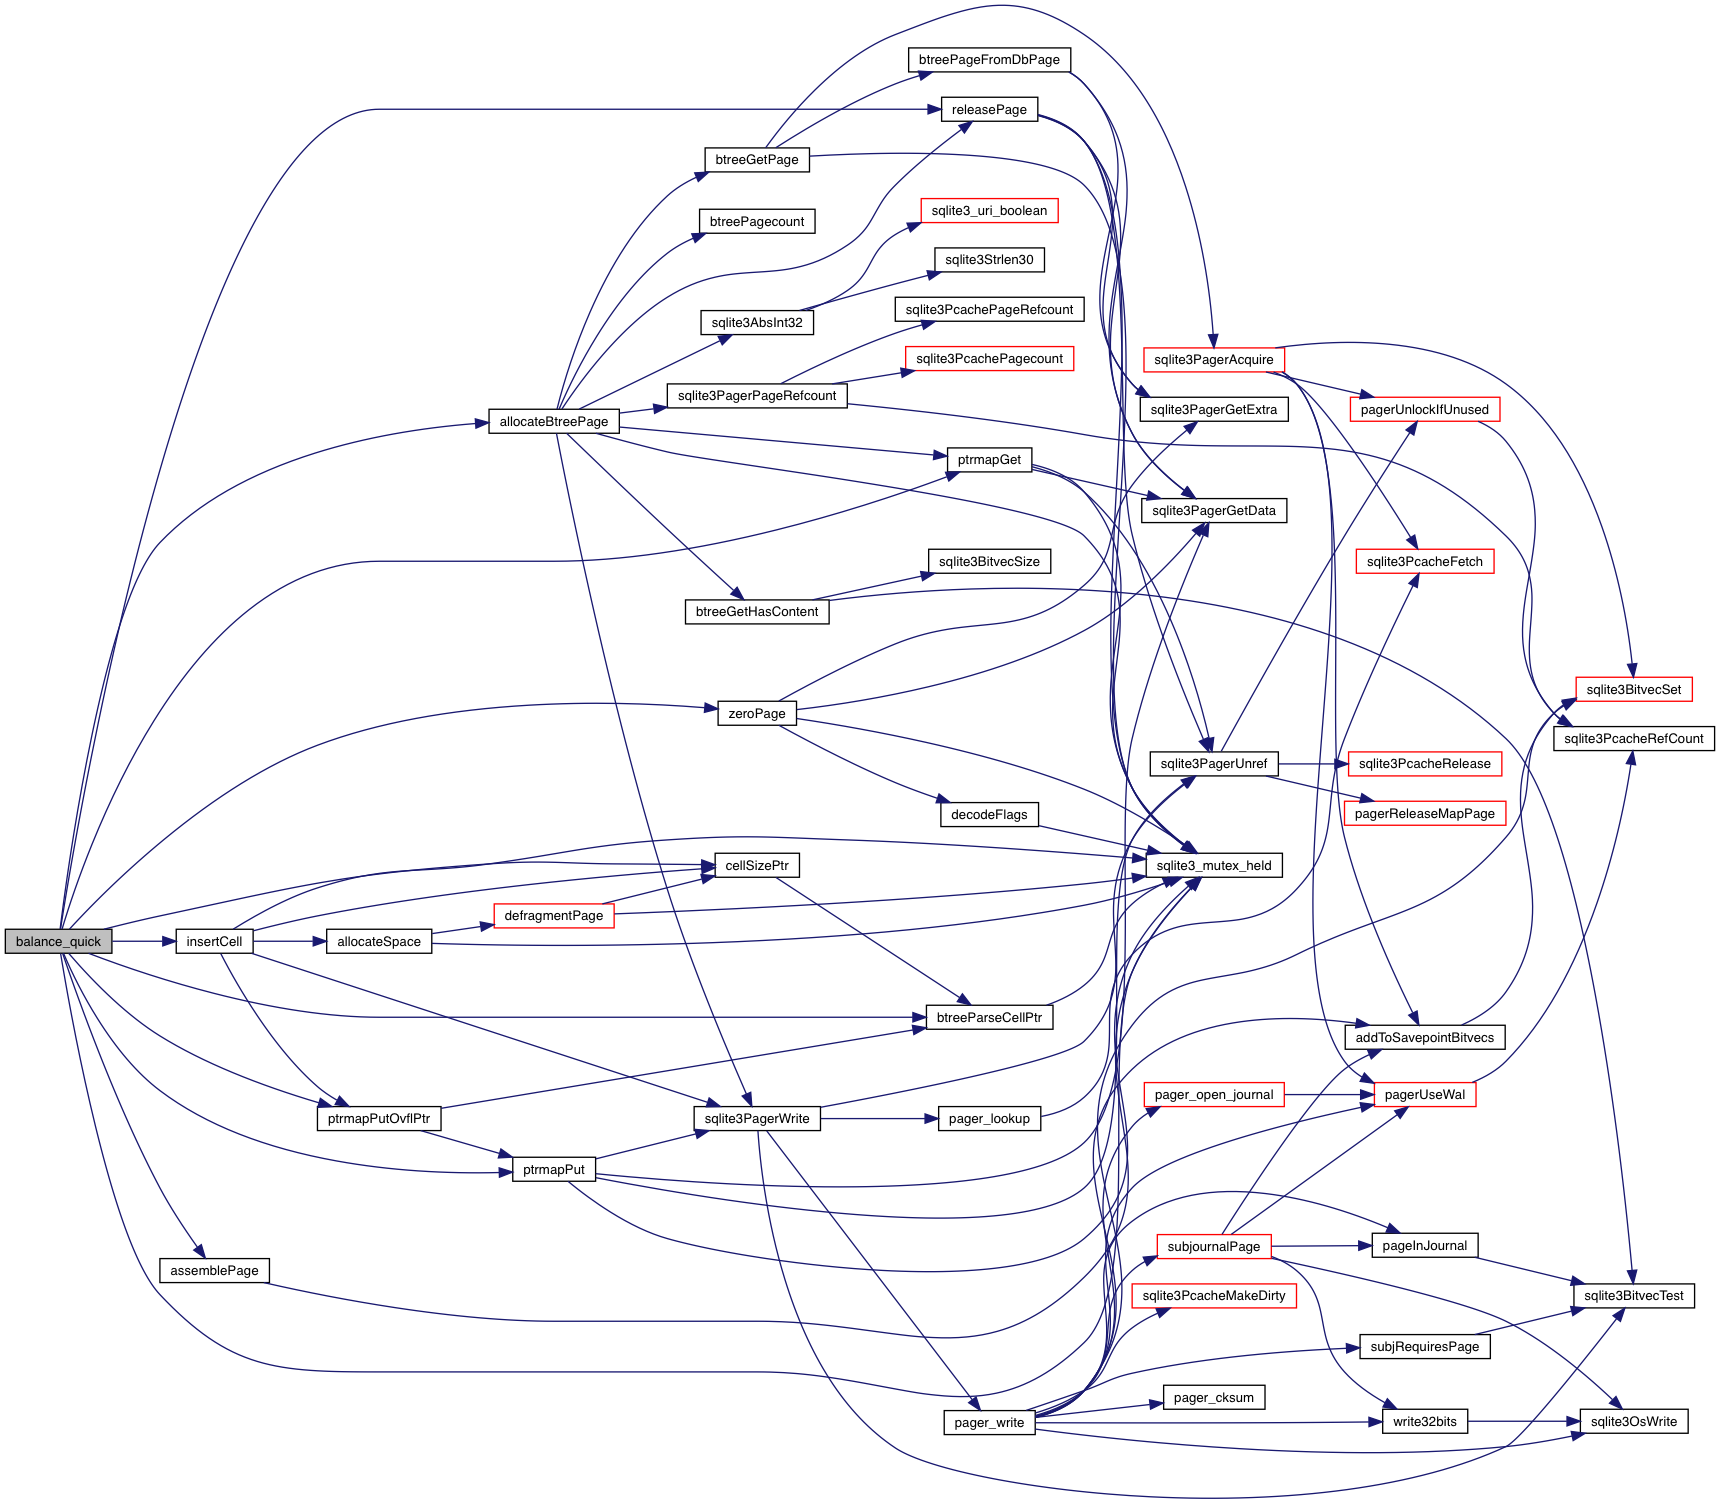 btreePageFromDbPage
releasePage
btreeGetPage
sqlite3_uri_boolean
btreePagecount
sqlite3Strlen30
sqlite3PcachePageRefcount
sqlite3AbsInt32
sqlite3PcachePagecount
sqlite3PagerAcquire
sqlite3PagerPageRefcount
sqlite3PagerGetExtra
pagerUnlockIfUnused
allocateBtreePage
ptrmapGet
sqlite3PagerGetData
sqlite3BitvecSize
sqlite3PcacheFetch
btreeGetHasContent
sqlite3BitvecSet
zeroPage
sqlite3PcacheRefCount
sqlite3PagerUnref
sqlite3PcacheRelease
decodeFlags
pagerReleaseMapPage
cellSizePtr
sqlite3_mutex_held
defragmentPage
balance_quick
insertCell
allocateSpace
btreeParseCellPtr
addToSavepointBitvecs
pager_open_journal
pagerUseWal
ptrmapPutOvflPtr
sqlite3PagerWrite
pager_lookup
ptrmapPut
subjournalPage
pageInJournal
assemblePage
sqlite3PcacheMakeDirty
sqlite3BitvecTest
subjRequiresPage
pager_cksum
pager_write
write32bits
sqlite3OsWrite